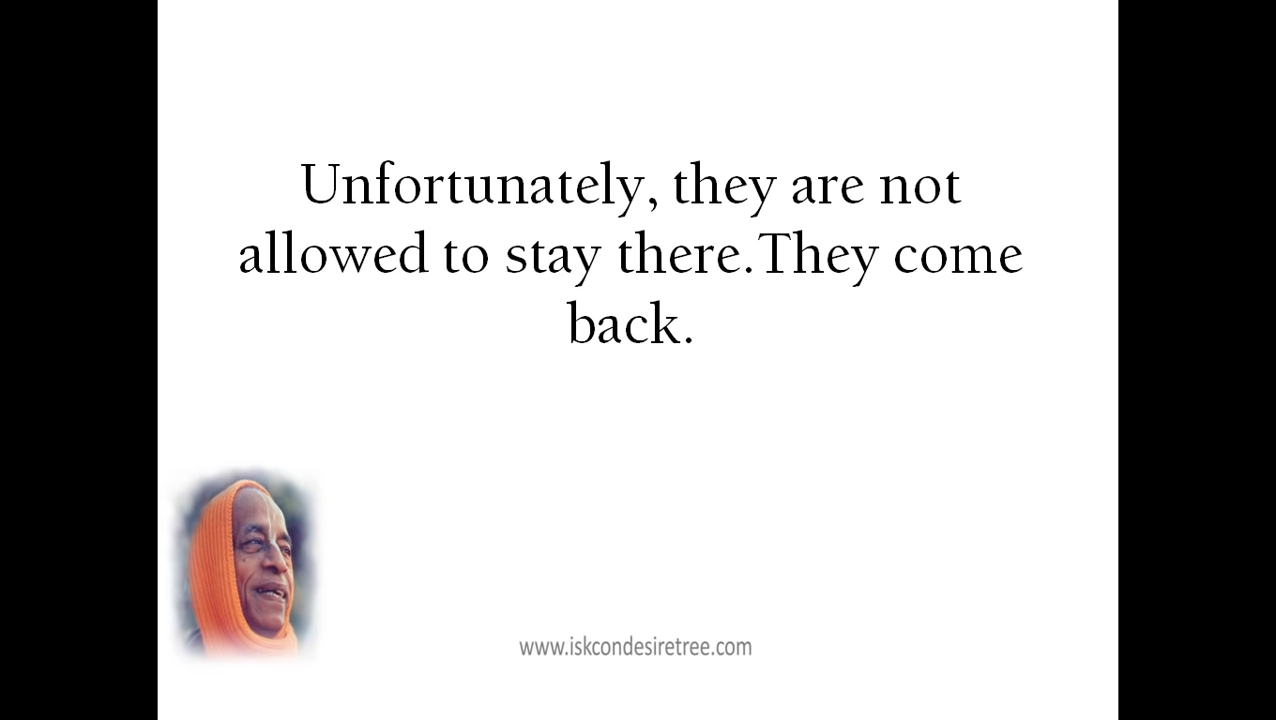 Unfortunately, they are not
allowed to stay there.They come
back.
www.iskcondesiretree.com